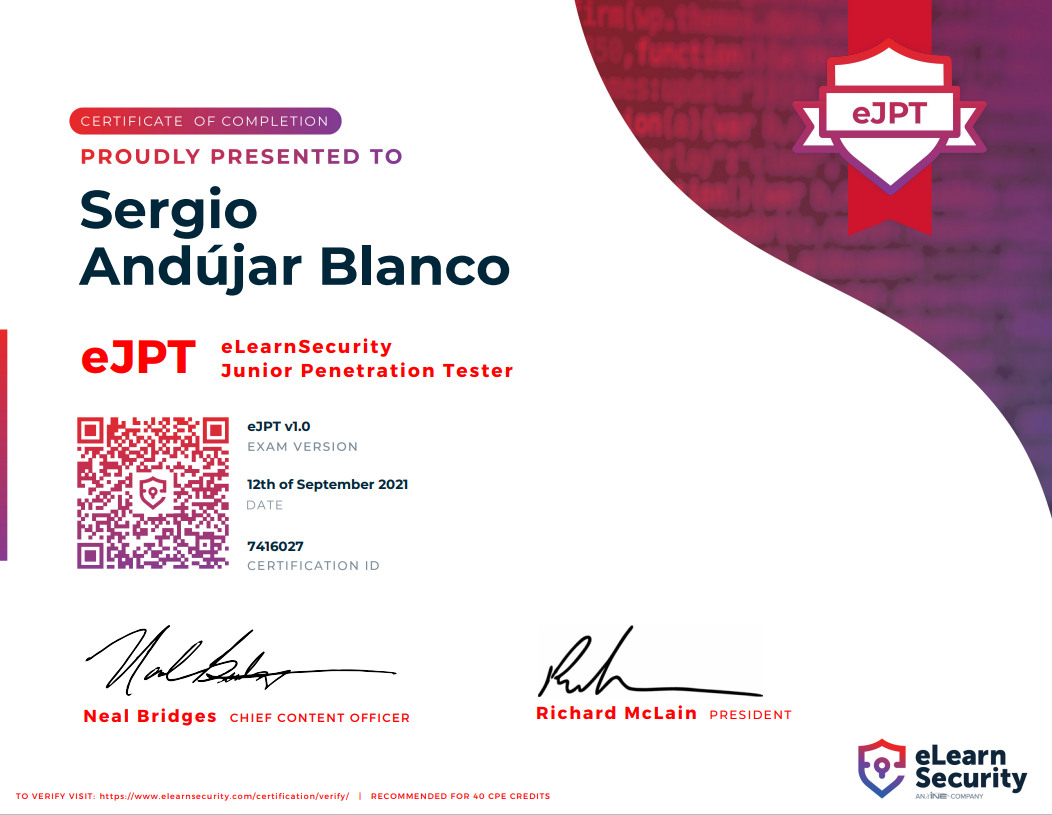 eJPT
CERTIFICATE OF COMPLETION
PROUDLY PRESENTED TO
Sergio
Andújar Blanco
eJPT
eLearnSecurity
Junior Penetration Tester
eJPT v1.0
EXAM VERSION
12th of September 2021
DATE
7416027
CERTIFICATION ID
Neal Bridges CHIEF CONTENT OFFICER
Richard McLain PRESIDENT
eLearn
Security
AN INE COMPANY
TO VERIFY VISIT: https://www.elearnsecurity.com/certification/verify/ | RECOMMENDED FOR 40 CPE CREDITS